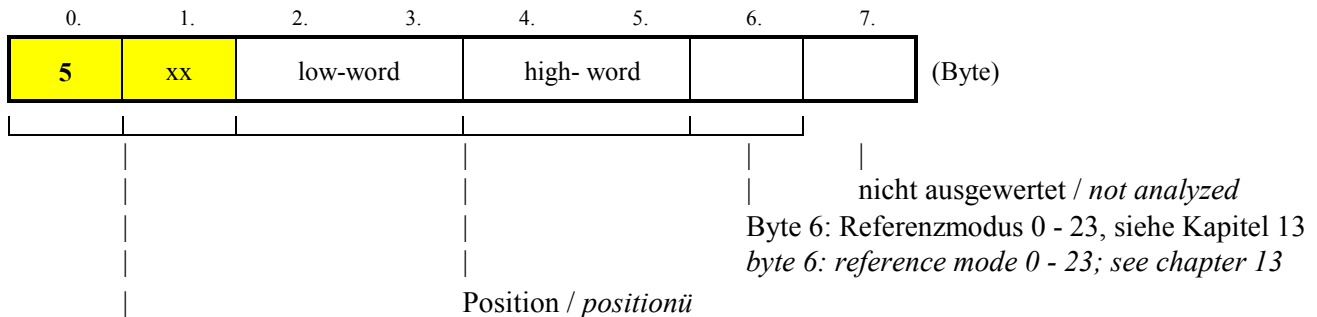 0. 1. 2. 3. 4. 5. 6. 7.
5 xx low-word high- word (Byte)
nicht ausgewertet / not analyzed
Byte 6: Referenzmodus 0 - 23, siehe Kapitel 13
byte 6: reference mode 0 - 23; see chapter 13
Position / positionü